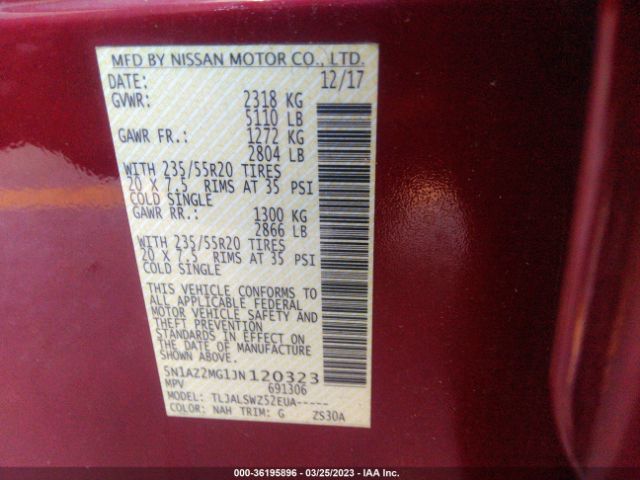 MFD BY NISSAN MOTOR CO., LTD.
DATE: 12/17
GVWR: 2318 KG
5110 LB
GAWR FR.: 1272 KG
2804 LB
WITH 235/55R20 TIRES
20 X 7.5 RIMS AT 35 PSI
COLD SINGLE
GAWR RR.: 1300 KG
2866 LB
WITH 235/55R20 TIRES
20 X 7.5 RIMS AT 35 PSI
COLD SINGLE
THIS VEHICLE CONFORMS TO
ALL APPLICABLE FEDERAL
MOTOR VEHICLE SAFETY AND
THEFT PREVENTION
STANDARDS IN EFFECT ON
THE DATE OF MANUFACTURE
SHOWN ABOVE.
5N1AZ2MG1JN120323
MPV 691306
MODEL: TLJALSWZ52EUA-----
COLOR: NAH TRIM: G ZS30A
000-36195896 - 03/25/2023 - IAA Inc.